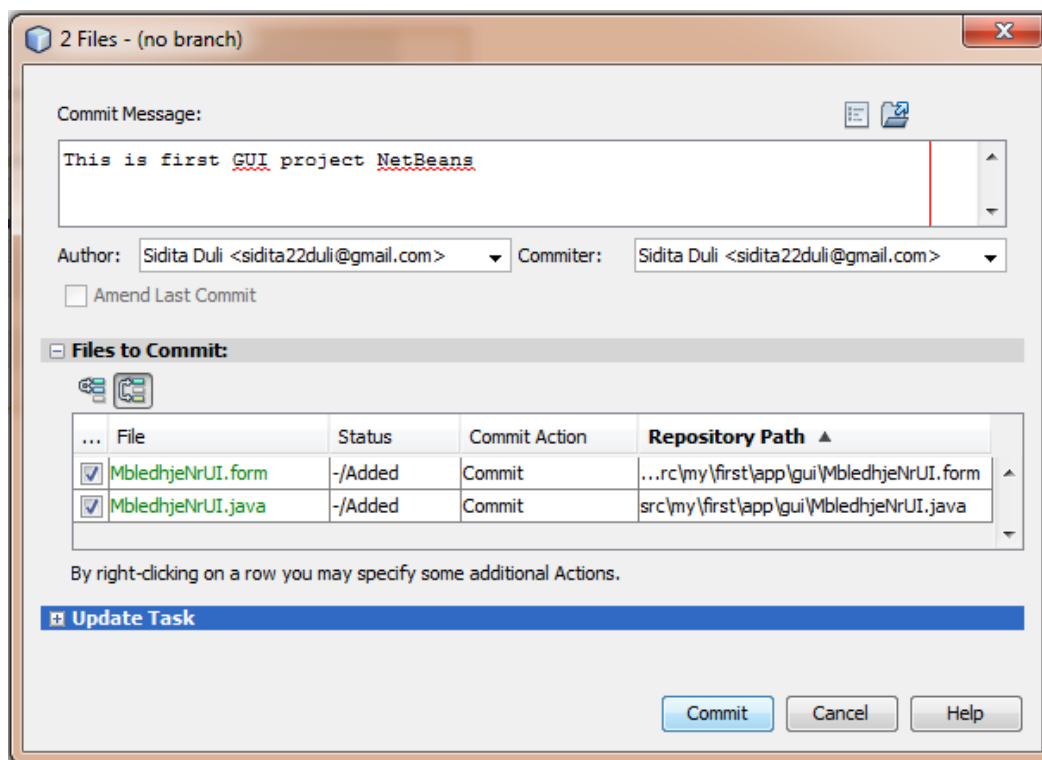 2 Files - (no branch)
Commit Message:
This is first GUI project NetBeans
Author: Sidita Duli <sidita22duli@gmail.com> Commiter: Sidita Duli <sidita22duli@gmail.com>
Amend Last Commit
Files to Commit:
... File Status Commit Action Repository Path
MbledhjeNrUI.form -/Added Commit ...rc\my\first\app\gui\MbledhjeNrUI.form
MbledhjeNrUI.java -/Added Commit src\my\first\app\gui\MbledhjeNrUI.java
By right-clicking on a row you may specify some additional Actions.
Update Task
Commit Cancel Help